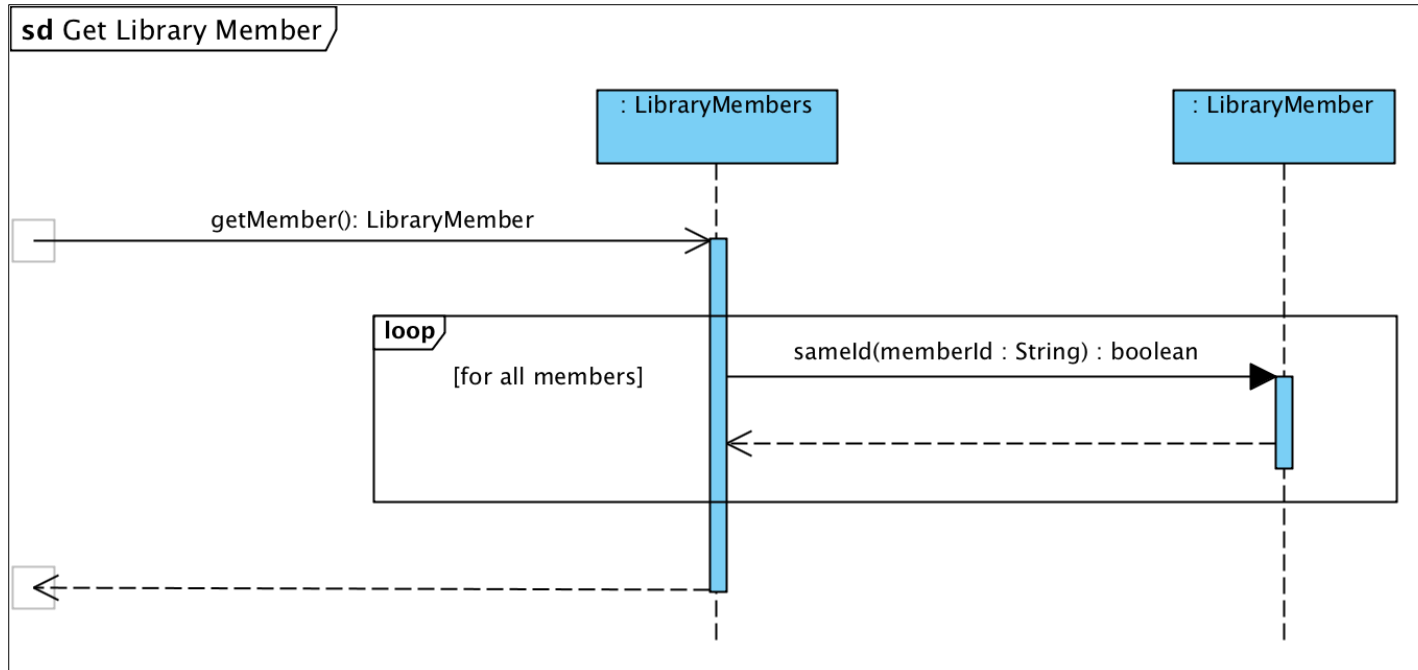 sd Get Library Member
: LibraryMembers
: LibraryMember
getMember(): LibraryMember
loop
sameId(memberId : String) : boolean
[for all members]